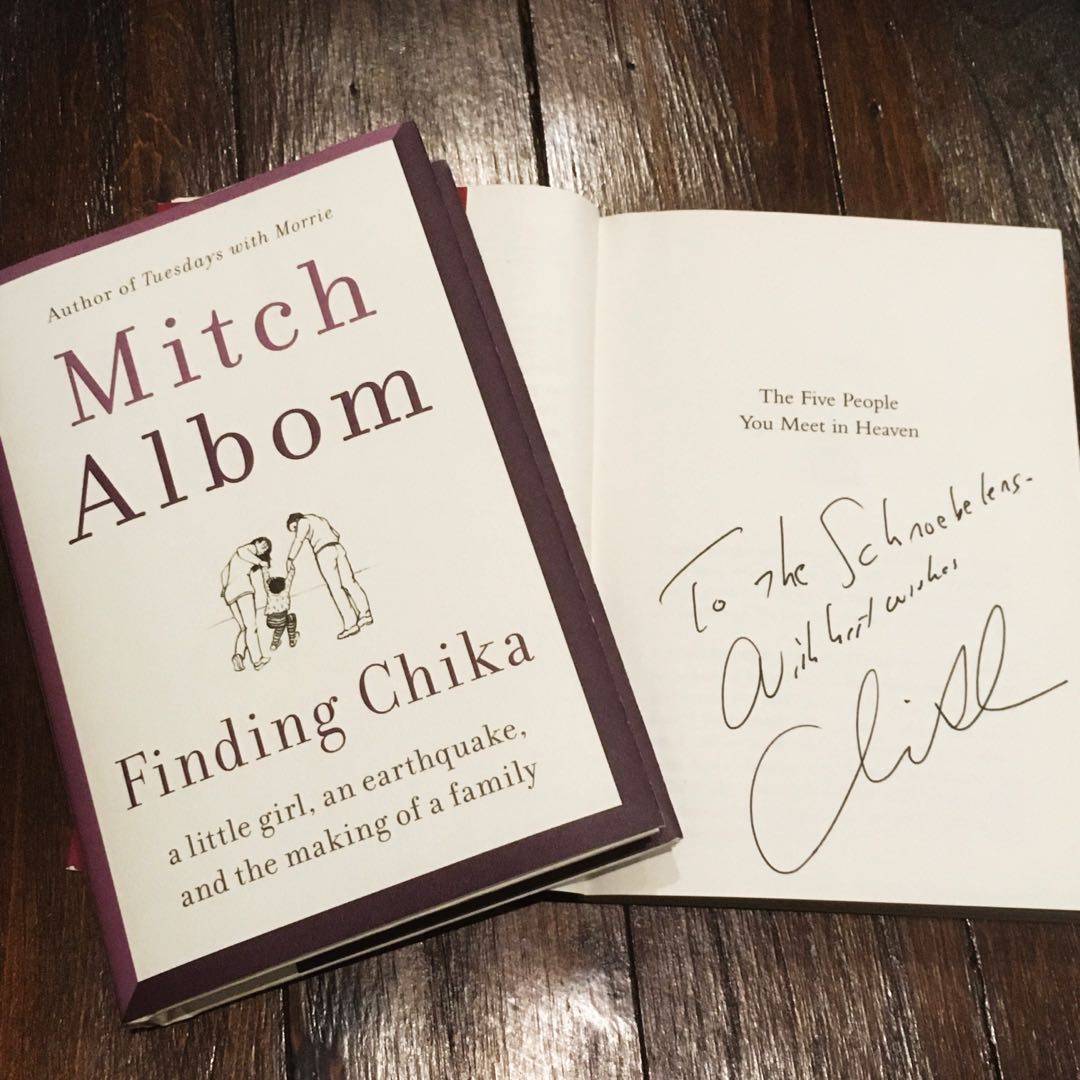 Author of Tuesdays with Morrie
Mitch
Albom
Finding Chika
a little girl, an earthquake,
and the making of a family
The Five People
You Meet in Heaven
To the Schroebelens-
With best wishes